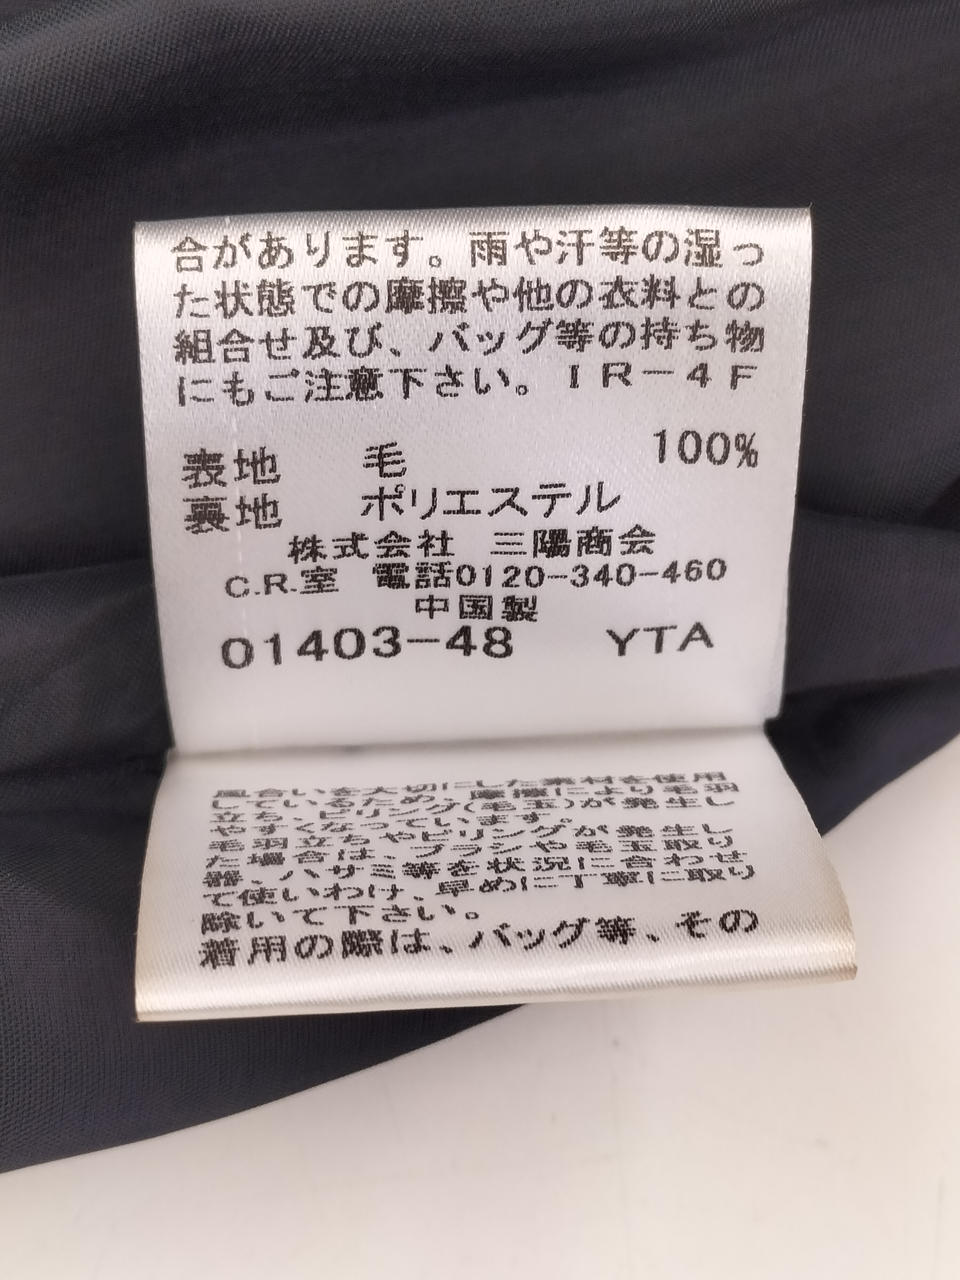 合があります。雨や汗等の湿っ
た状態での摩擦や他の衣料との
組合せ及び、バッグ等の持ち物
にもご注意下さい。IR－4F
表地 毛 100%
裏地 ポリエステル
株式会社 三陽商会
C.R.室 電話0120-340-460
中国製
01403-48 YTA
風合いを大切にした素材を使用
しているため、摩擦により毛羽
立ち、ピリング(毛玉)が発生し
やすくなっています。
毛羽立ちやピリングが発生し
た場合は、ブラシや毛玉取り
器、ハサミ等を状況に合わせ
て使いわけ、早めに丁寧に取り
除いて下さい。
着用の際は、バッグ等、その